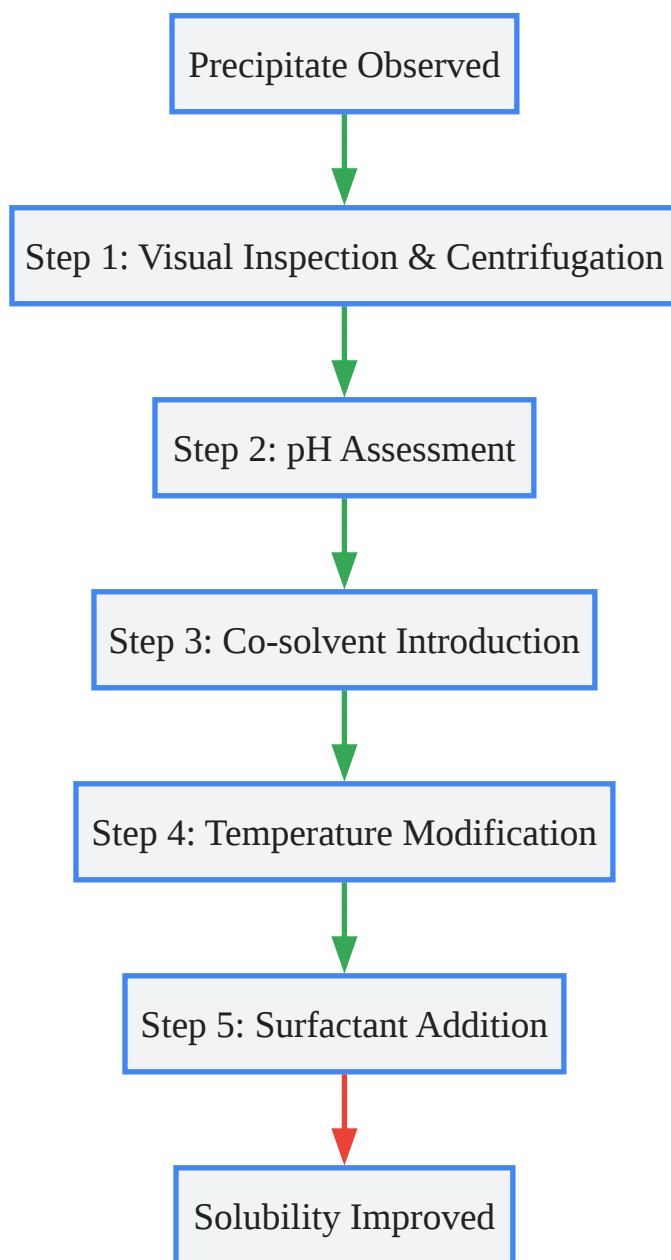 Precipitate Observed
Step 1: Visual Inspection & Centrifugation
Step 2: pH Assessment
Step 3: Co-solvent Introduction
Step 4: Temperature Modification
Step 5: Surfactant Addition
Solubility Improved